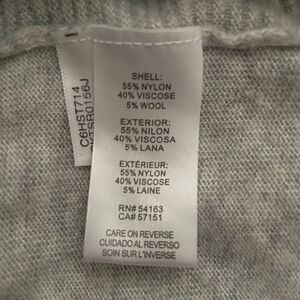 SHELL:
55% NYLON
40% VISCOSE
5% WOOL
EXTERIOR:
55% NILON
40% VISCOSA
5% LANA
EXTÉRIEUR:
55% NYLON
40% VISCOSE
5% LAINE
RN# 54163
CA# 57151
CARE ON REVERSE
CUIDADO AL REVERSO
SOIN SUR L'INVERSE
C6HST714